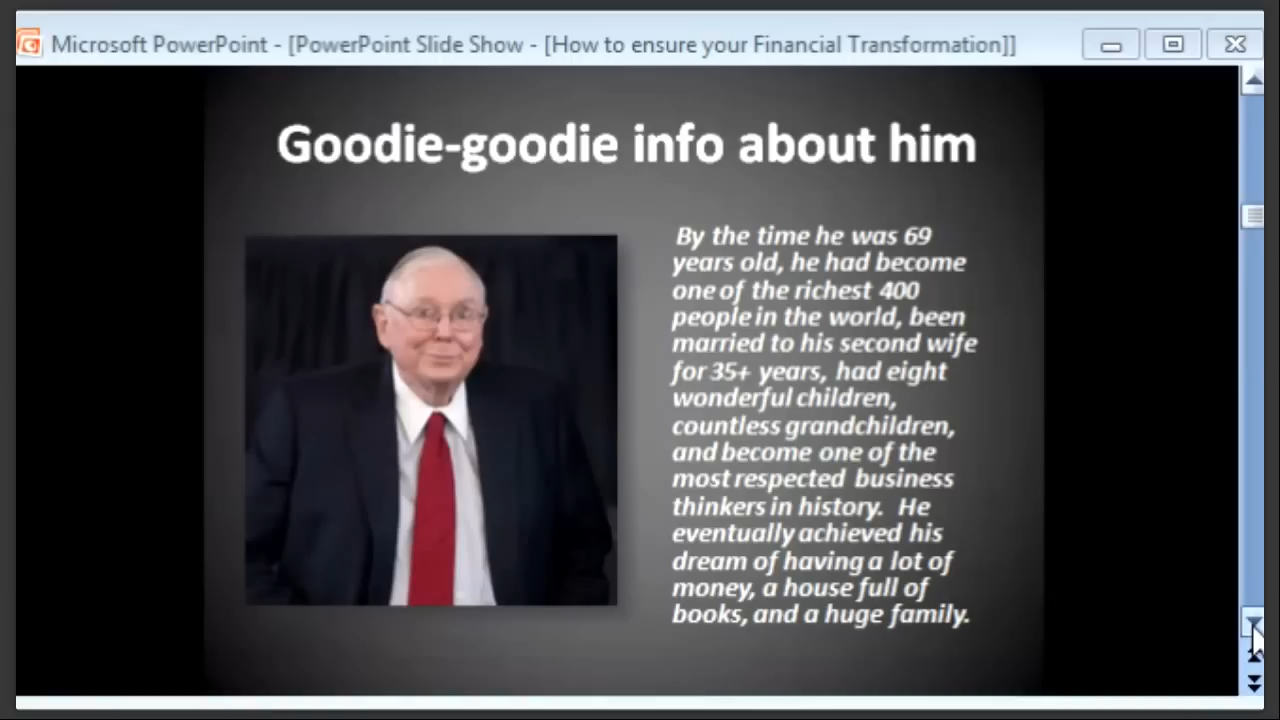 Microsoft PowerPoint - [PowerPoint Slide Show - [How to ensure your Financial Transformation]]
Goodie-goodie info about him
By the time he was 69
years old, he had become
one of the richest 400
people in the world, been
married to his second wife
for 35+ years, had eight
wonderful children,
countless grandchildren,
and become one of the
most respected business
thinkers in history. He
eventually achieved his
dream of having a lot of
money, a house full of
books, and a huge family.